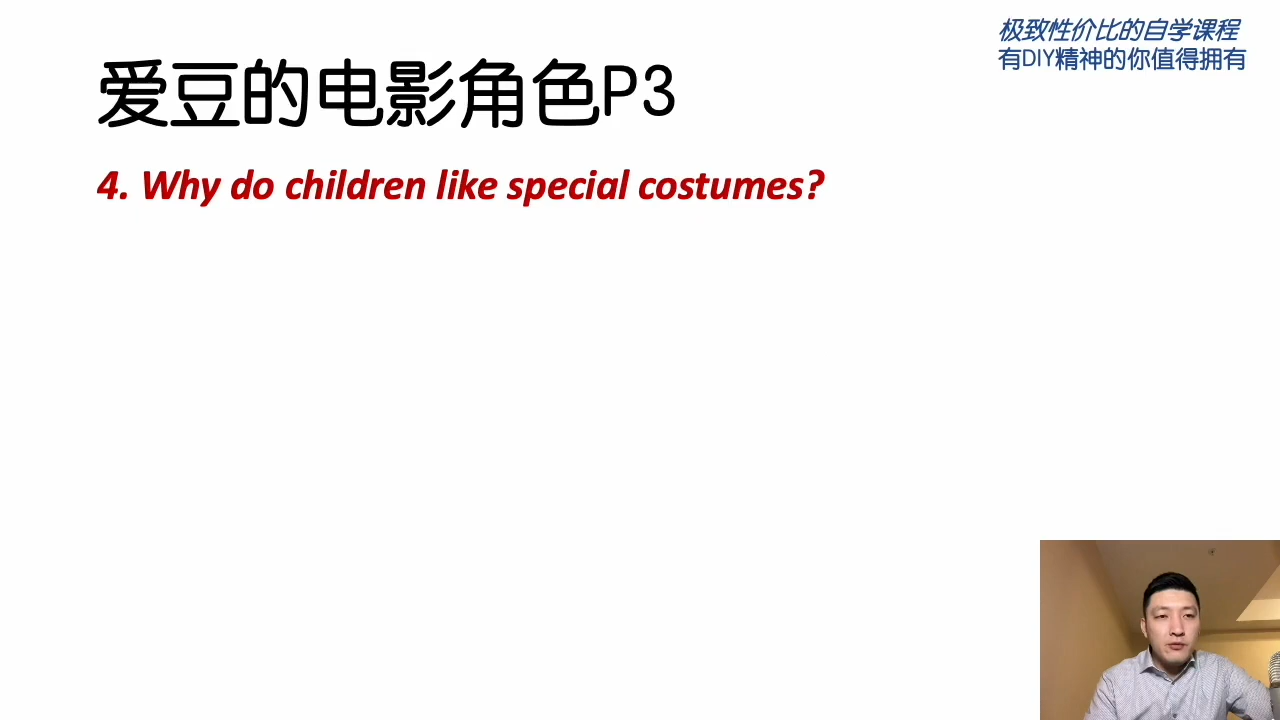 极致性价比的自学课程
有DIY精神的你值得拥有
爱豆的电影角色P3
4. Why do children like special costumes?